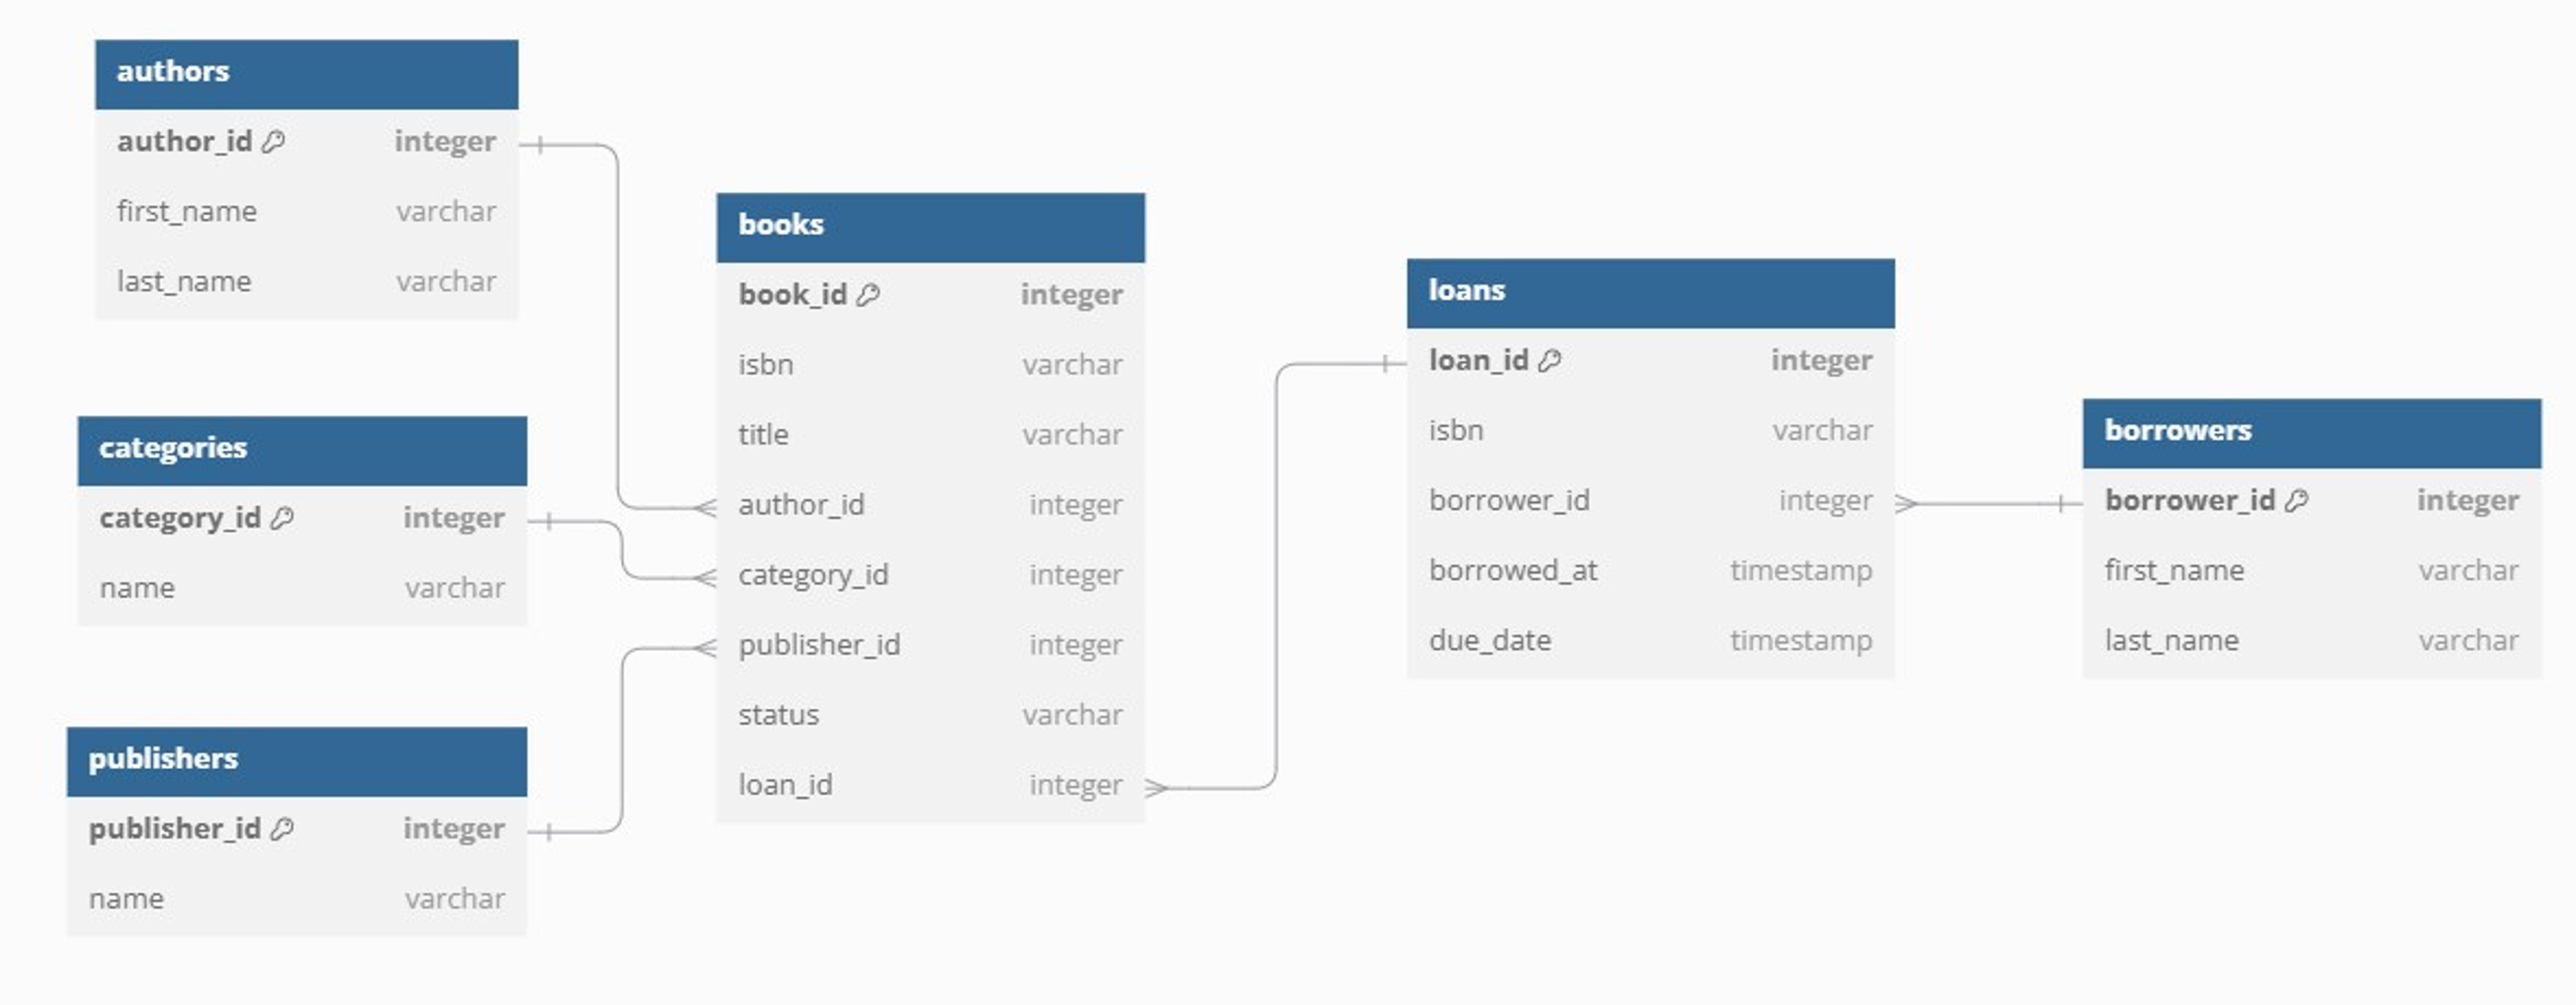 authors
author_id integer
first_name varchar
last_name varchar
categories
category_id integer
name varchar
publishers
publisher_id integer
name varchar
books
book_id integer
isbn varchar
title varchar
author_id integer
category_id integer
publisher_id integer
status varchar
loan_id integer
loans
loan_id integer
isbn varchar
borrower_id integer
borrowed_at timestamp
due_date timestamp
borrowers
borrower_id integer
first_name varchar
last_name varchar